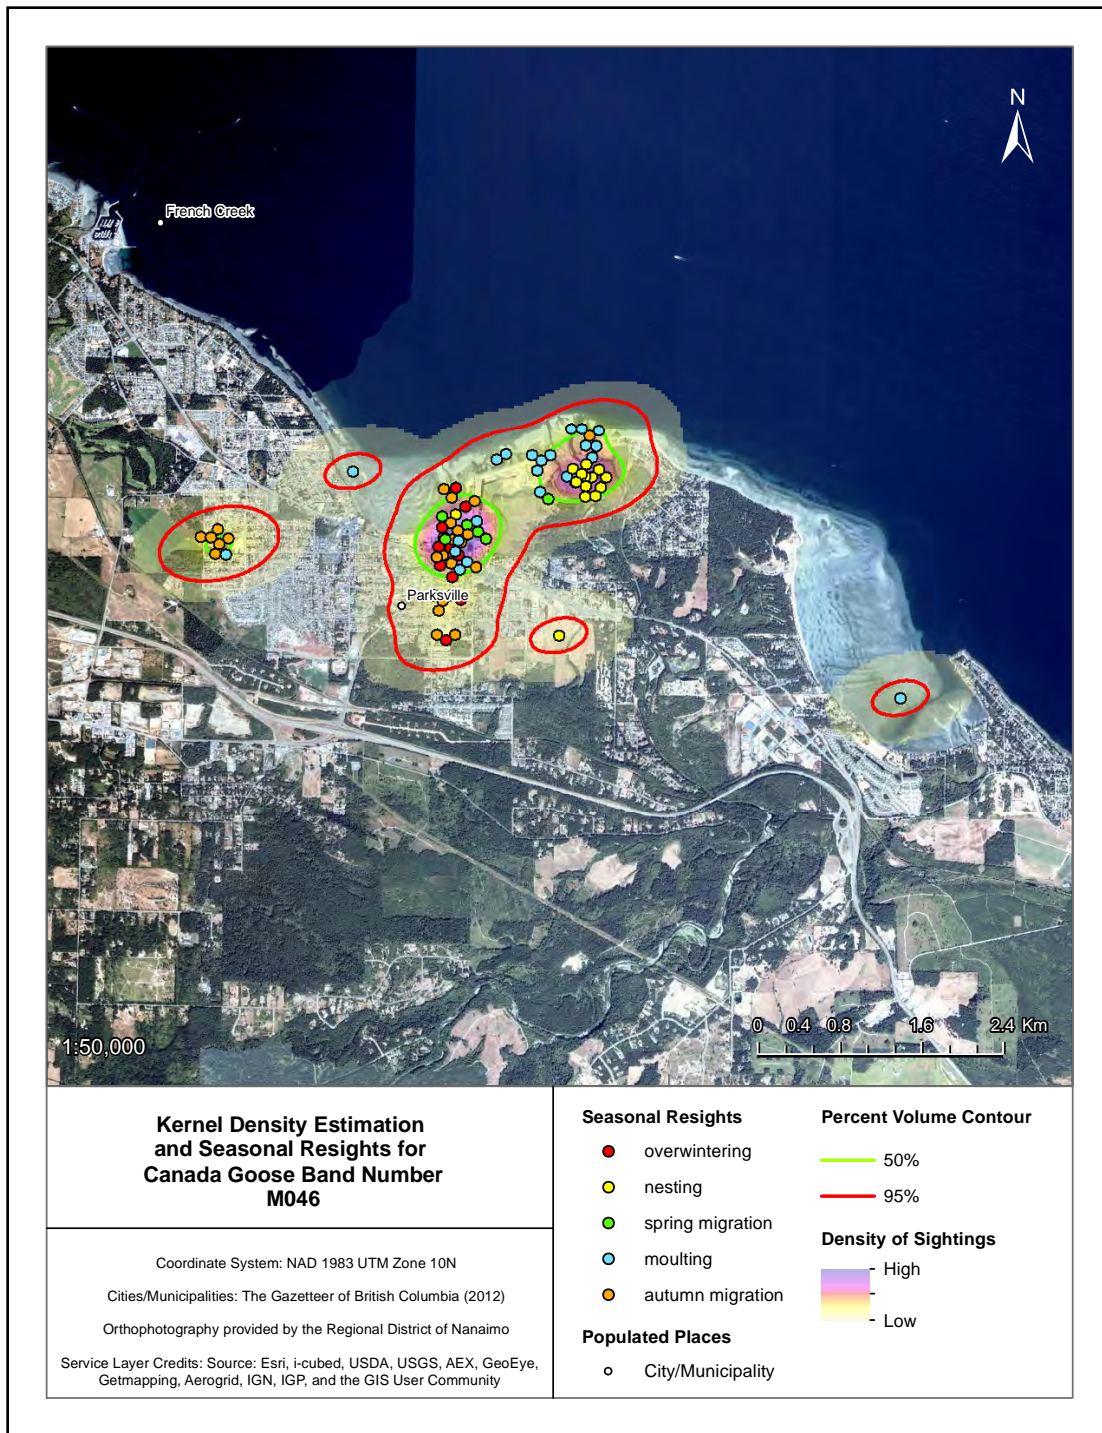 N
French Creek
Parksville
0 0.4 0.8 1.6 2.4 Km
1:50,000
Kernel Density Estimation
and Seasonal Resights for
Canada Goose Band Number
M046
Coordinate System: NAD 1983 UTM Zone 10N
Cities/Municipalities: The Gazetteer of British Columbia (2012)
Orthophotography provided by the Regional District of Nanaimo
Service Layer Credits: Source: Esri, i-cubed, USDA, USGS, AEX, GeoEye,
Getmapping, Aerogrid, IGN, IGP, and the GIS User Community
Seasonal Resights
overwintering
nesting
spring migration
moulting
autumn migration
Populated Places
City/Municipality
Percent Volume Contour
50%
95%
Density of Sightings
High
Low